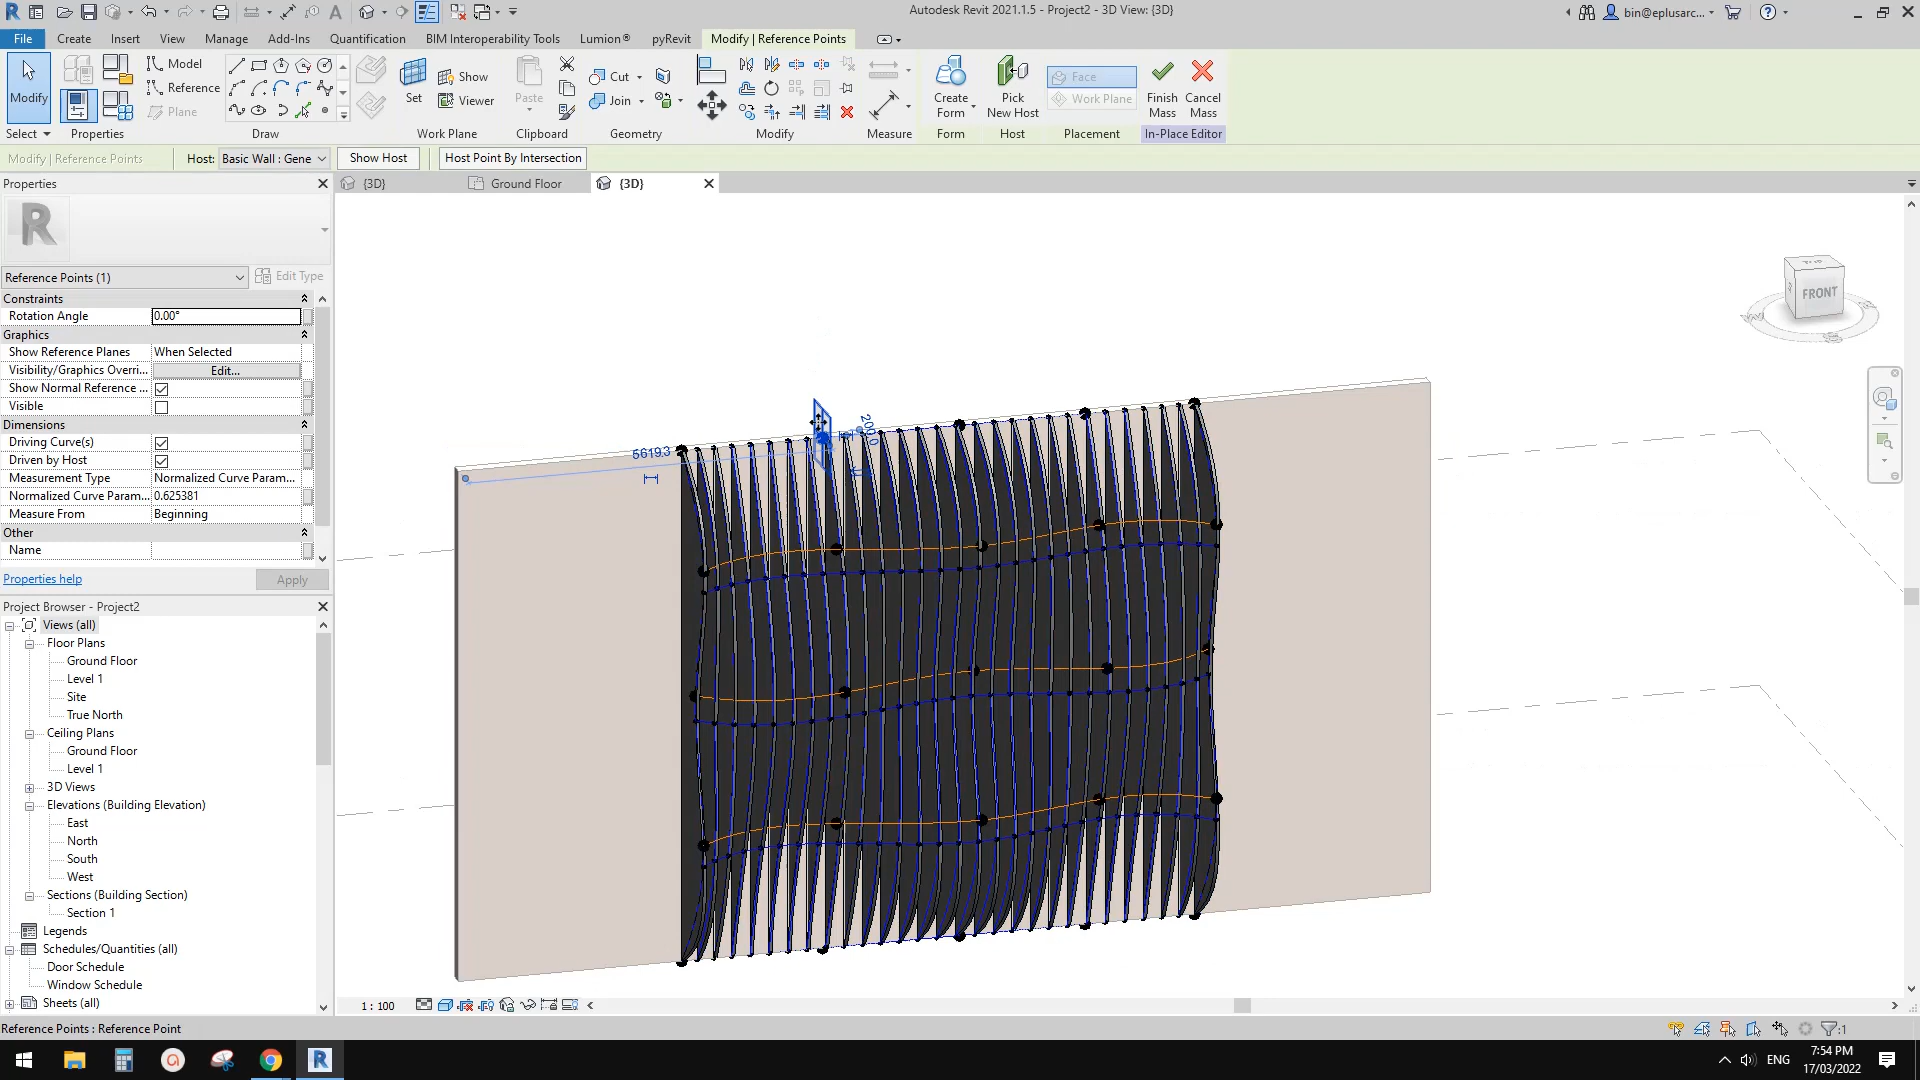 Autodesk Revit 2021.1.5 - Project2 - 3D View: {3D}
bin@eplusarc...
File Create Insert View Manage Add-Ins Quantification BIM Interoperability Tools Lumion® pyRevit Modify | Reference Points
Modify
Model
Reference
Plane
Set
Show
Viewer
Paste
Cut
Join
Create Form
Pick New Host
Face
Work Plane
Finish Mass
Cancel Mass
Select Properties Draw Work Plane Clipboard Geometry Modify Measure Form Host Placement In-Place Editor
Modify | Reference Points Host: Basic Wall : Gene Show Host Host Point By Intersection
Properties
{3D} Ground Floor {3D}
R
Reference Points (1) Edit Type
Constraints
Rotation Angle 0.00°
Graphics
Show Reference Planes When Selected
Visibility/Graphics Overri... Edit...
Show Normal Reference ...
Visible
Dimensions
Driving Curve(s)
Driven by Host
Measurement Type Normalized Curve Param...
Normalized Curve Param... 0.625381
Measure From Beginning
Other
Name
Properties help Apply
Project Browser - Project2
Views (all)
Floor Plans
Ground Floor
Level 1
Site
True North
Ceiling Plans
Ground Floor
Level 1
3D Views
Elevations (Building Elevation)
East
North
South
West
Sections (Building Section)
Section 1
Legends
Schedules/Quantities (all)
Door Schedule
Window Schedule
Sheets (all)
5619.3
200.0
FRONT
1 : 100
Reference Points : Reference Point
:1
ENG
7:54 PM
17/03/2022